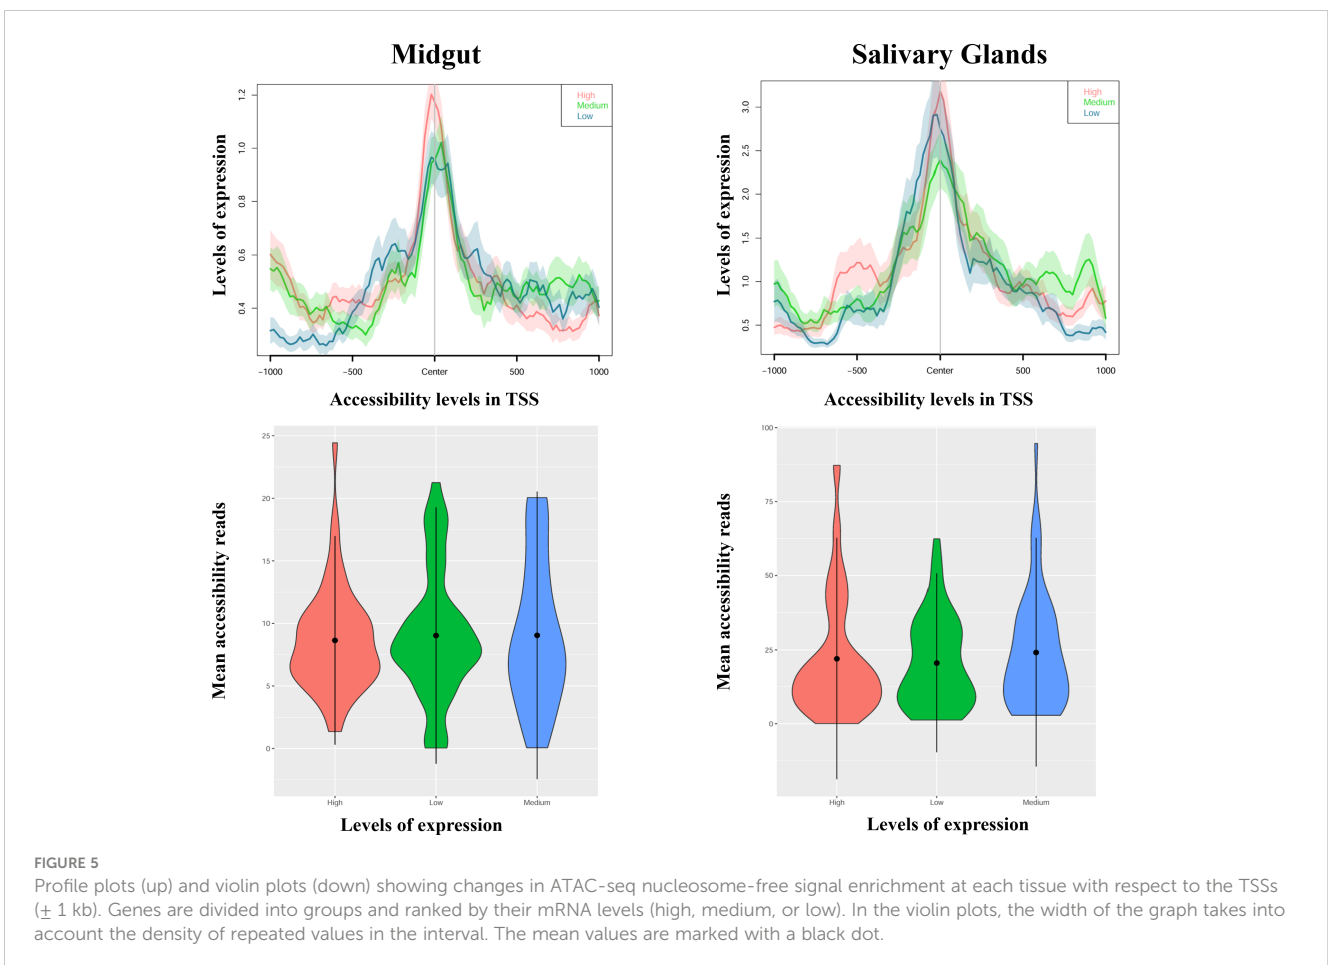 Midgut
Salivary Glands
Levels of expression
1.2
1.0
0.8
0.6
0.4
High
Medium
Low
−1000
−500
Center
500
1000
Accessibility levels in TSS
Levels of expression
3.0
2.5
2.0
1.5
1.0
0.5
High
Medium
Low
−1000
−500
Center
500
1000
Accessibility levels in TSS
Mean accessibility reads
25
20
15
10
5
0
High
Low
Medium
Levels of expression
Mean accessibility reads
100
75
50
25
0
High
Low
Medium
Levels of expression
FIGURE 5
Profile plots (up) and violin plots (down) showing changes in ATAC-seq nucleosome-free signal enrichment at each tissue with respect to the TSSs
(± 1 kb). Genes are divided into groups and ranked by their mRNA levels (high, medium, or low). In the violin plots, the width of the graph takes into
account the density of repeated values in the interval. The mean values are marked with a black dot.